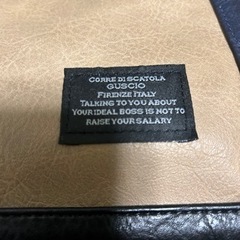 CORRE DI SCATOLA
GUSCIO
FIRENZE ITALY
TALKING TO YOU ABOUT
YOUR IDEAL BOSS IS NOT TO
RAISE YOUR SALARY